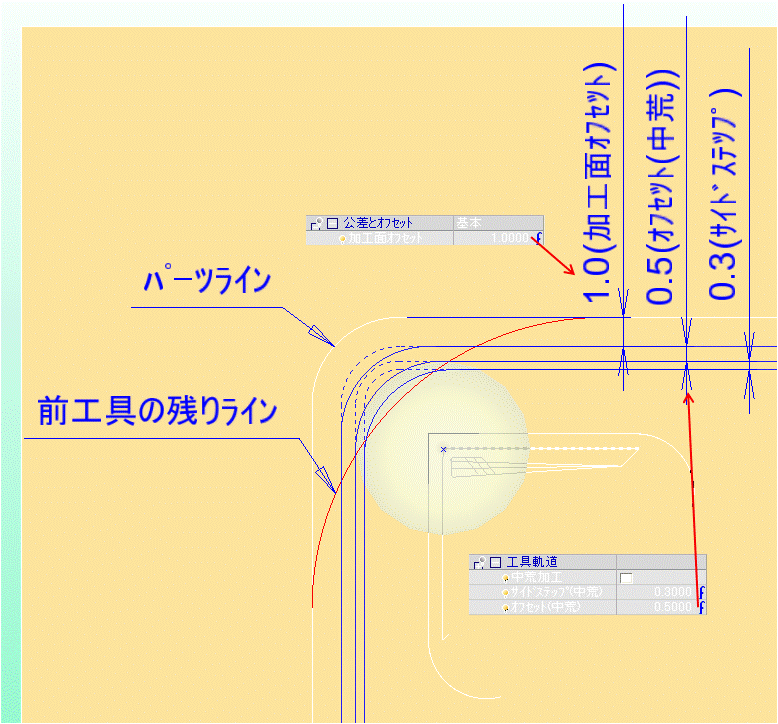 1.0(加工面ｵﾌｾｯﾄ)
0.5(ｵﾌｾｯﾄ(中荒))
0.3(ｻｲﾄﾞｽﾃｯﾌﾟ)
公差とｵﾌｾｯﾄ 基本
加工面ｵﾌｾｯﾄ 1.0000
ﾊﾟｰツライン
前工具の残りﾗｲﾝ
工具軌道
中荒加工
ｻｲﾄﾞｽﾃｯﾌﾟ(中荒) 0.3000
ｵﾌｾｯﾄ(中荒) 0.5000